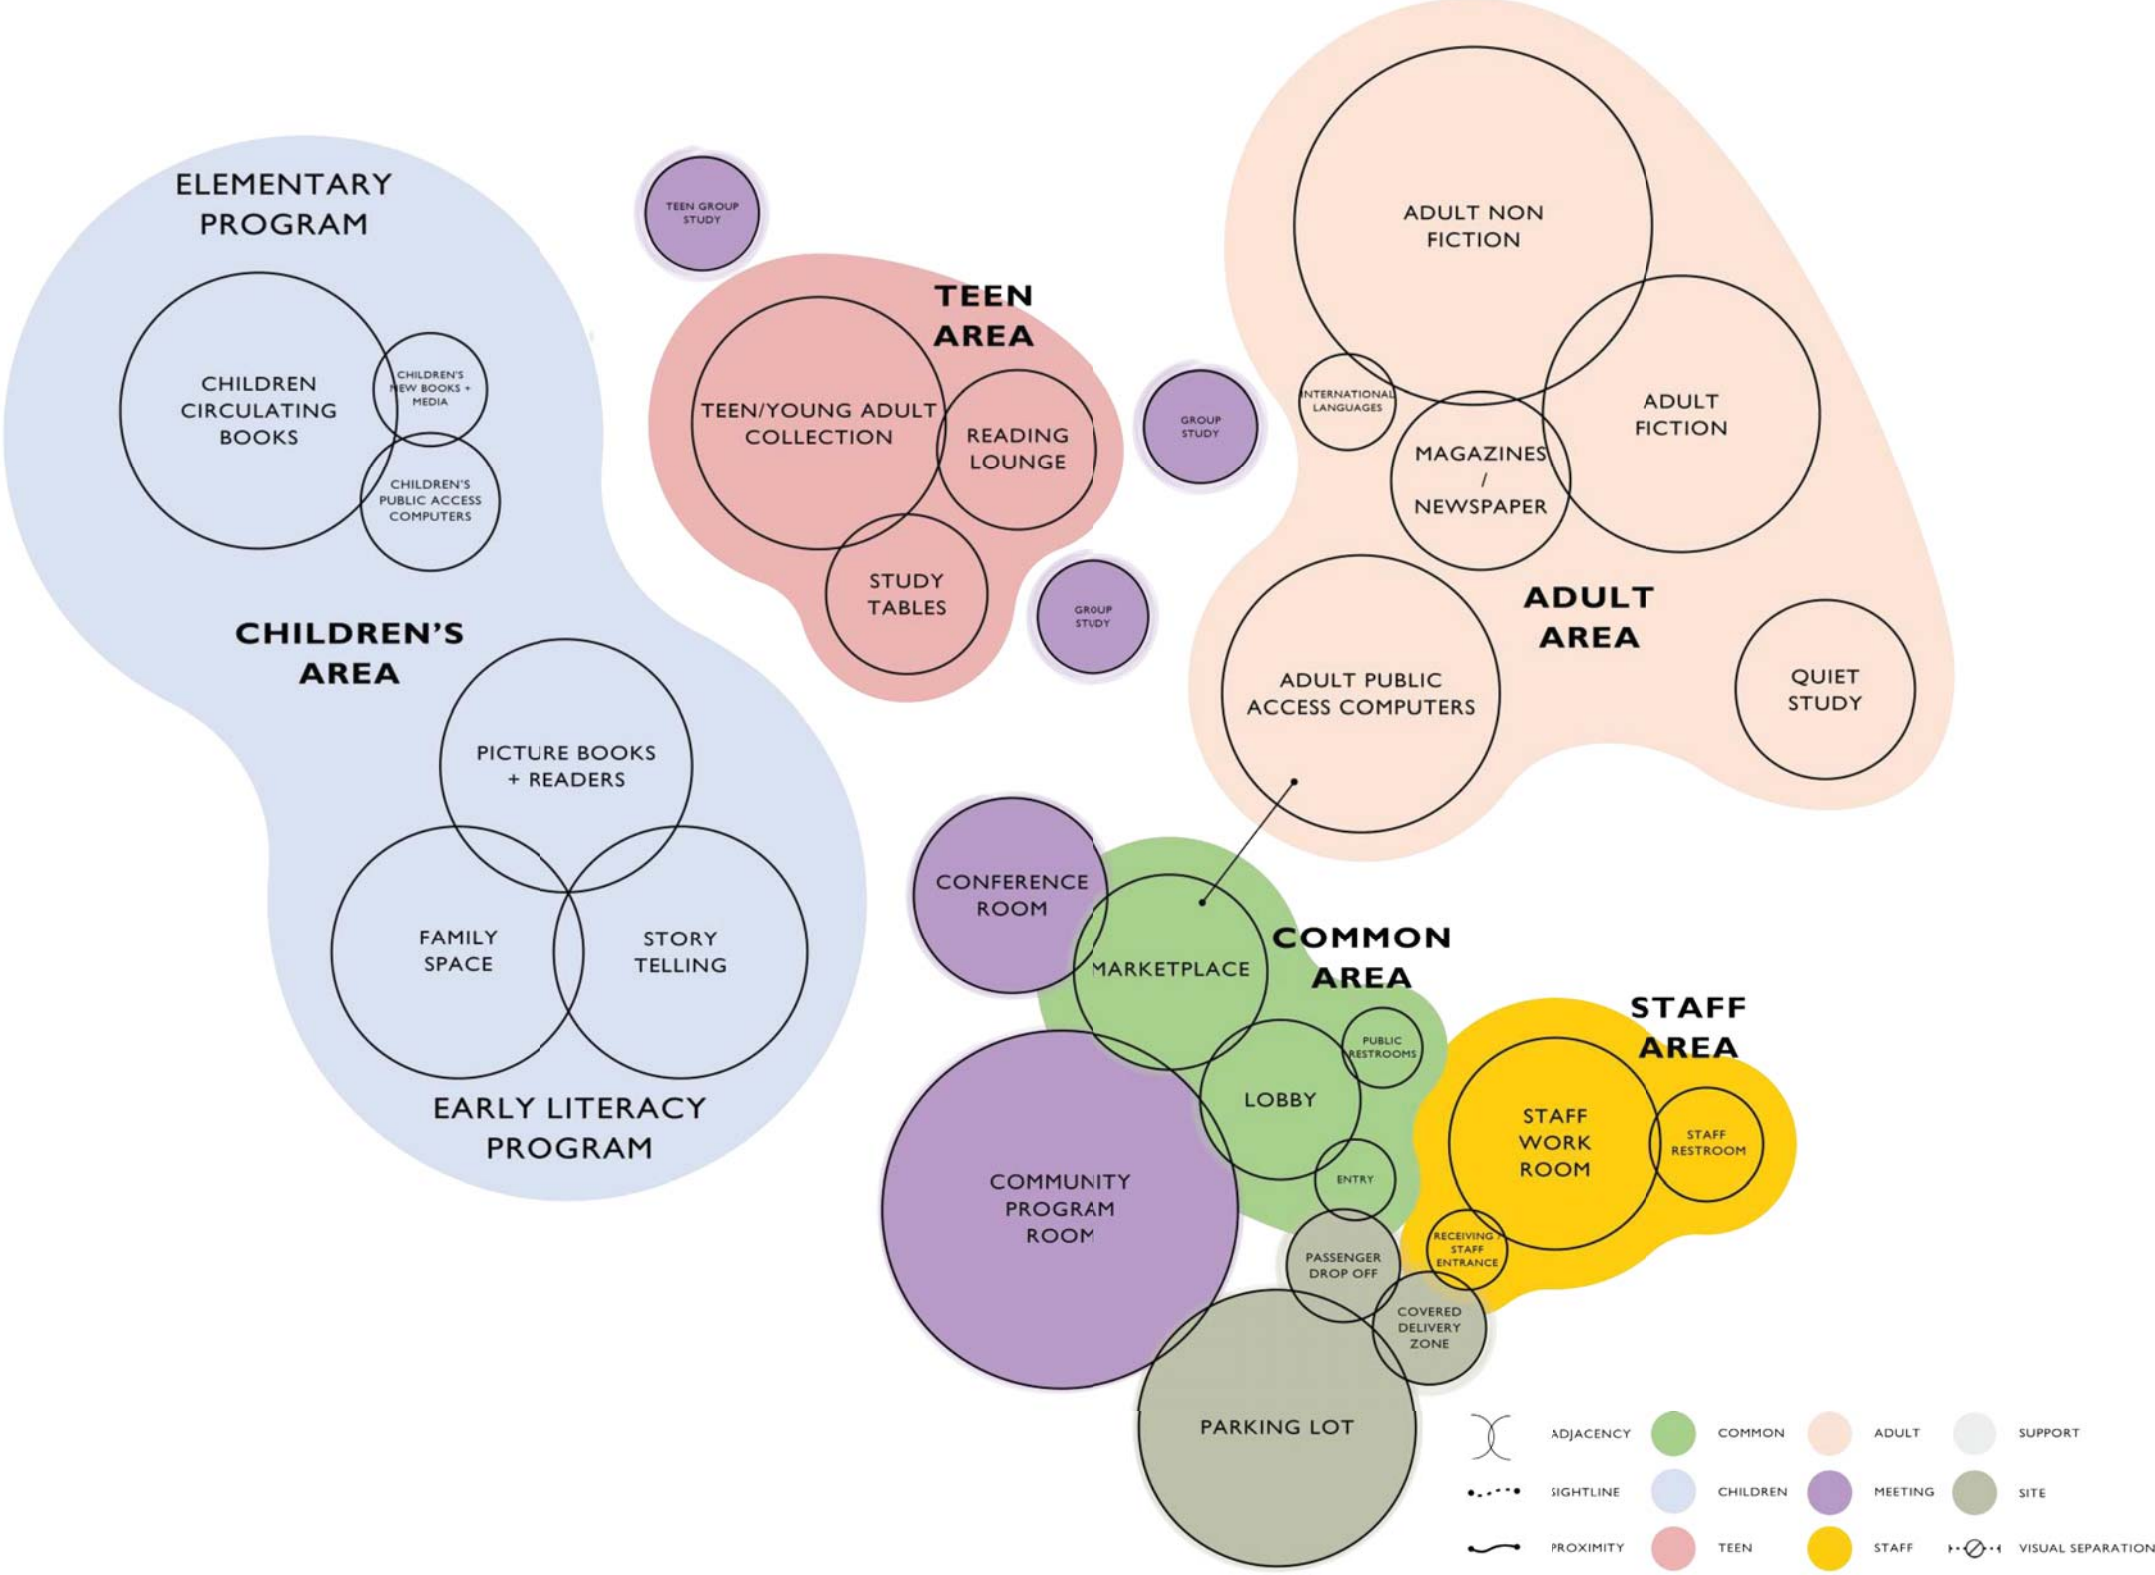 ELEMENTARY
PROGRAM
CHILDREN
CIRCULATING
BOOKS
CHILDREN'S
NEW BOOKS +
MEDIA
CHILDREN'S
PUBLIC ACCESS
COMPUTERS
CHILDREN'S
AREA
PICTURE BOOKS
+ READERS
FAMILY
SPACE
STORY
TELLING
EARLY LITERACY
PROGRAM
TEEN GROUP
STUDY
TEEN
AREA
TEEN/YOUNG ADULT
COLLECTION
READING
LOUNGE
STUDY
TABLES
GROUP
STUDY
GROUP
STUDY
ADULT NON
FICTION
INTERNATIONAL
LANGUAGES
MAGAZINES
/
NEWSPAPER
ADULT
FICTION
ADULT
AREA
ADULT PUBLIC
ACCESS COMPUTERS
QUIET
STUDY
CONFERENCE
ROOM
MARKETPLACE
COMMON
AREA
PUBLIC
RESTROOMS
LOBBY
ENTRY
COMMUNITY
PROGRAM
ROOM
STAFF
AREA
STAFF
WORK
ROOM
STAFF
RESTROOM
RECEIVING /
STAFF
ENTRANCE
PASSENGER
DROP OFF
COVERED
DELIVERY
ZONE
PARKING LOT
ADJACENCY
COMMON
ADULT
SUPPORT
SIGHTLINE
CHILDREN
MEETING
SITE
PROXIMITY
TEEN
STAFF
VISUAL SEPARATION